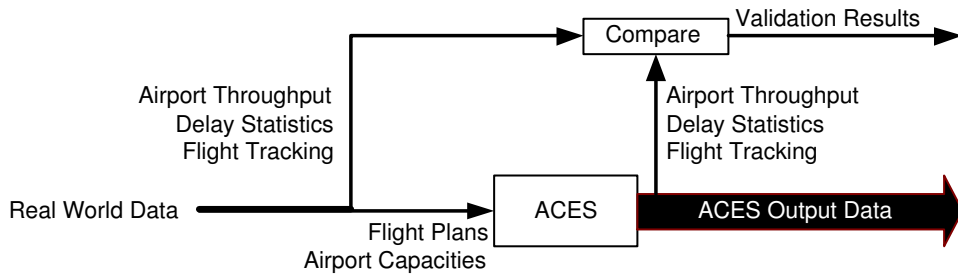 Validation Results
Compare
Airport Throughput
Delay Statistics
Flight Tracking
Airport Throughput
Delay Statistics
Flight Tracking
Real World Data
ACES
ACES Output Data
Flight Plans
Airport Capacities